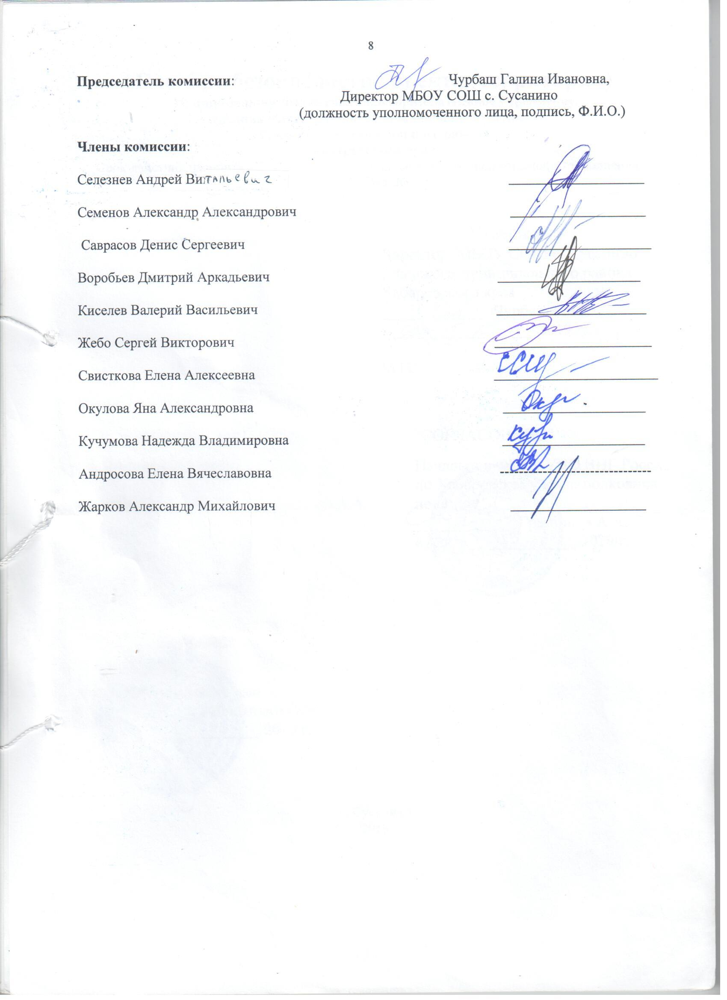 8
Председатель комиссии: Чурбаш Галина Ивановна,
Директор МБОУ СОШ с. Сусанино
(должность уполномоченного лица, подпись, Ф.И.О.)
Члены комиссии:
Селезнев Андрей Витальевич
Семенов Александр Александрович
Саврасов Денис Сергеевич
Воробьев Дмитрий Аркадьевич
Киселев Валерий Васильевич
Жебо Сергей Викторович
Свисткова Елена Алексеевна
Окулова Яна Александровна
Кучумова Надежда Владимировна
Андросова Елена Вячеславовна
Жарков Александр Михайлович